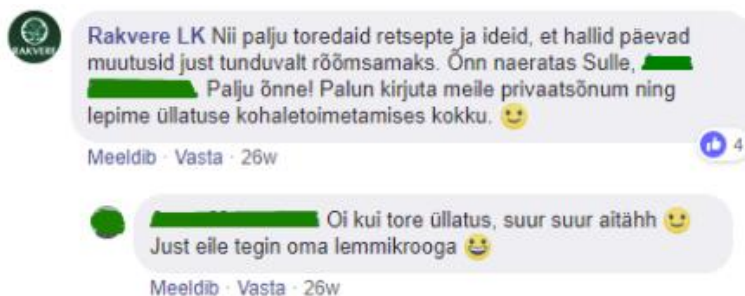 RAKVERE
Rakvere LK Nii palju toredaid retsepte ja ideid, et hallid päevad
muutusid just tunduvalt rõõmsamaks. Õnn naeratas Sulle,
Palju õnne! Palun kirjuta meile privaatsõnum ning
lepime üllatuse kohaletoimetamises kokku.
4
Meeldib · Vasta · 26w
Oi kui tore üllatus, suur suur aitähh
Just eile tegin oma lemmikrooga
Meeldib · Vasta · 26w